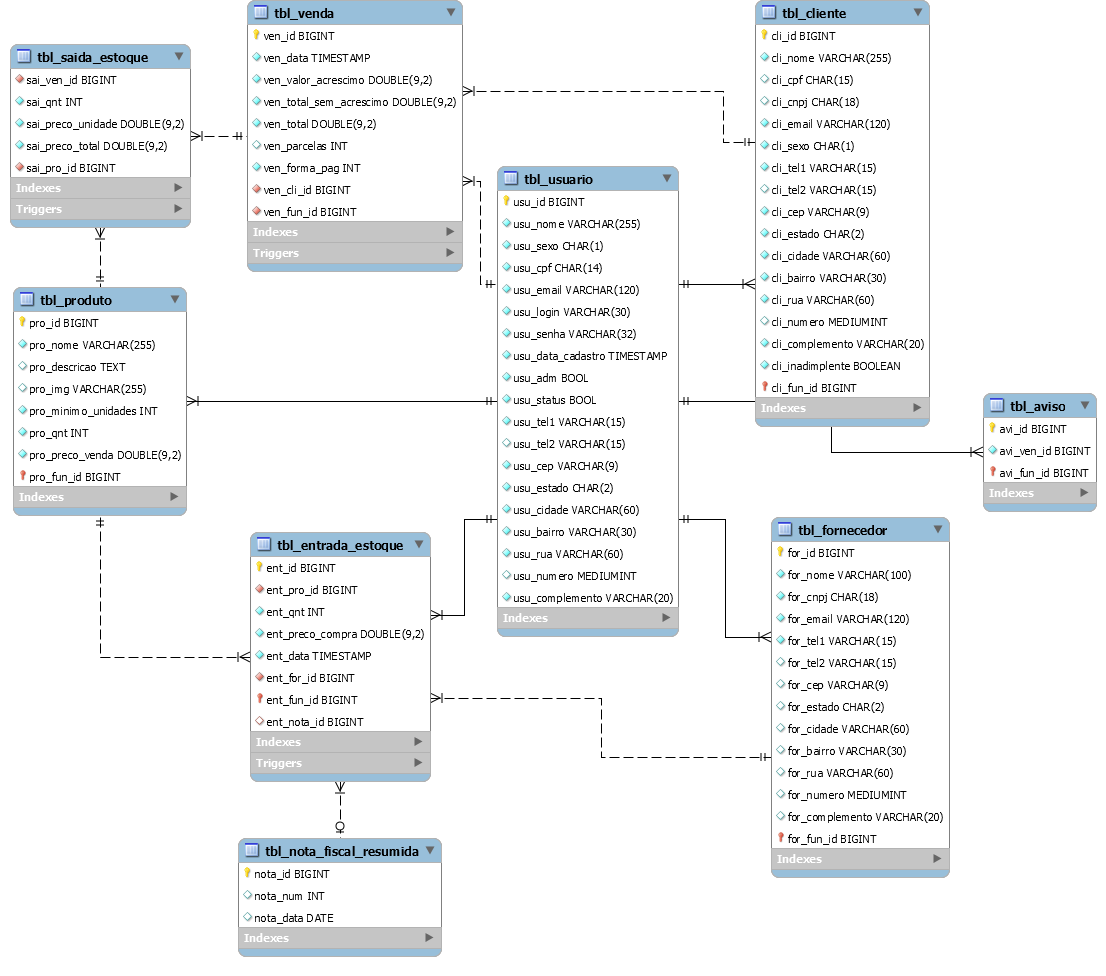 tbl_venda
ven_id BIGINT
ven_data TIMESTAMP
ven_valor_acrescimo DOUBLE(9,2)
ven_total_sem_acrescimo DOUBLE(9,2)
ven_total DOUBLE(9,2)
ven_parcelas INT
ven_forma_pag INT
ven_cli_id BIGINT
ven_fun_id BIGINT
Indexes
Triggers
tbl_cliente
cli_id BIGINT
cli_nome VARCHAR(255)
cli_cpf CHAR(15)
cli_cnpj CHAR(18)
cli_email VARCHAR(120)
cli_sexo CHAR(1)
cli_tel1 VARCHAR(15)
cli_tel2 VARCHAR(15)
cli_cep VARCHAR(9)
cli_estado CHAR(2)
cli_cidade VARCHAR(60)
cli_bairro VARCHAR(30)
cli_rua VARCHAR(60)
cli_numero MEDIUMINT
cli_complemento VARCHAR(20)
cli_inadimplente BOOLEAN
cli_fun_id BIGINT
Indexes
tbl_saida_estoque
sai_ven_id BIGINT
sai_qnt INT
sai_preco_unidade DOUBLE(9,2)
sai_preco_total DOUBLE(9,2)
sai_pro_id BIGINT
Indexes
Triggers
tbl_usuario
usu_id BIGINT
usu_nome VARCHAR(255)
usu_sexo CHAR(1)
usu_cpf CHAR(14)
usu_email VARCHAR(120)
usu_login VARCHAR(30)
usu_senha VARCHAR(32)
usu_data_cadastro TIMESTAMP
usu_adm BOOL
usu_status BOOL
usu_tel1 VARCHAR(15)
usu_tel2 VARCHAR(15)
usu_cep VARCHAR(9)
usu_estado CHAR(2)
usu_cidade VARCHAR(60)
usu_bairro VARCHAR(30)
usu_rua VARCHAR(60)
usu_numero MEDIUMINT
usu_complemento VARCHAR(20)
Indexes
tbl_produto
pro_id BIGINT
pro_nome VARCHAR(255)
pro_descricao TEXT
pro_img VARCHAR(255)
pro_minimo_unidades INT
pro_qnt INT
pro_preco_venda DOUBLE(9,2)
pro_fun_id BIGINT
Indexes
tbl_aviso
avi_id BIGINT
avi_ven_id BIGINT
avi_fun_id BIGINT
Indexes
tbl_entrada_estoque
ent_id BIGINT
ent_pro_id BIGINT
ent_qnt INT
ent_preco_compra DOUBLE(9,2)
ent_data TIMESTAMP
ent_for_id BIGINT
ent_fun_id BIGINT
ent_nota_id BIGINT
Indexes
Triggers
tbl_fornecedor
for_id BIGINT
for_nome VARCHAR(100)
for_cnpj CHAR(18)
for_email VARCHAR(120)
for_tel1 VARCHAR(15)
for_tel2 VARCHAR(15)
for_cep VARCHAR(9)
for_estado CHAR(2)
for_cidade VARCHAR(60)
for_bairro VARCHAR(30)
for_rua VARCHAR(60)
for_numero MEDIUMINT
for_complemento VARCHAR(20)
for_fun_id BIGINT
Indexes
tbl_nota_fiscal_resumida
nota_id BIGINT
nota_num INT
nota_data DATE
Indexes